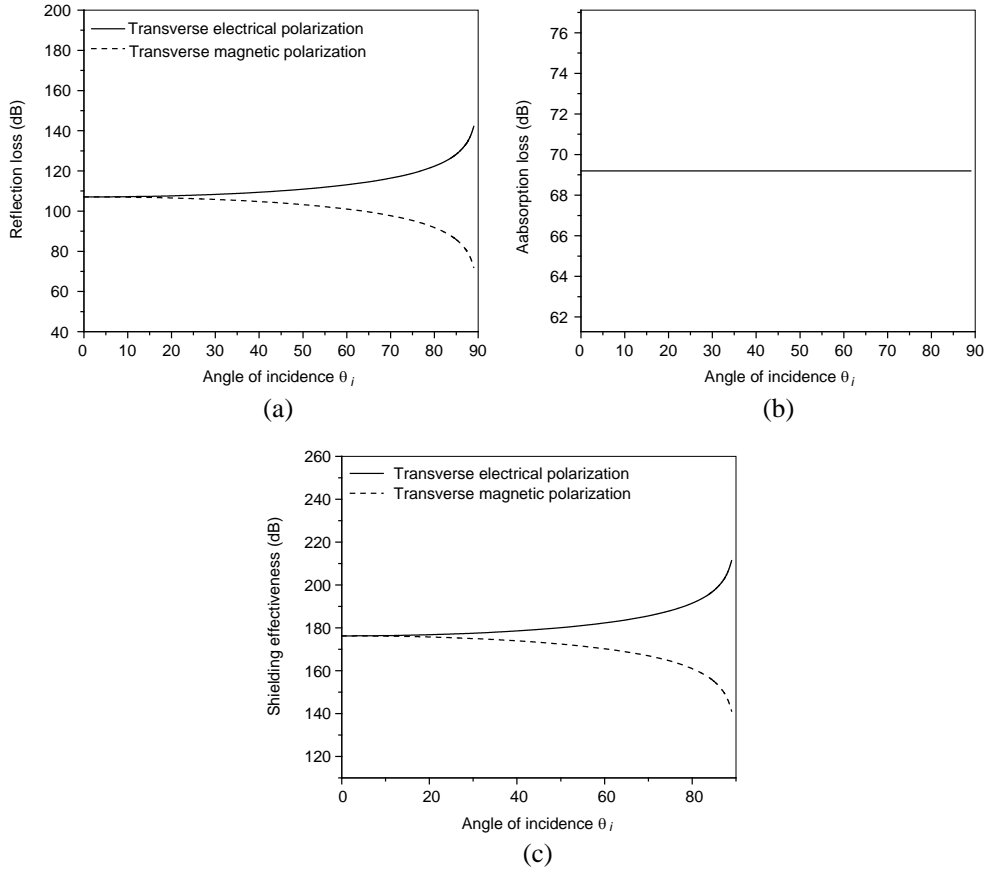 200
180
160
140
120
100
80
60
40
Reflection loss (dB)
Transverse electrical polarization
Transverse magnetic polarization
0 10 20 30 40 50 60 70 80 90
Angle of incidence θ i
(a)
76
74
72
70
69
68
66
64
62
Aabsorption loss (dB)
0 10 20 30 40 50 60 70 80 90
Angle of incidence θ i
(b)
260
240
220
200
180
160
140
120
Shielding effectiveness (dB)
Transverse electrical polarization
Transverse magnetic polarization
0 20 40 60 80
Angle of incidence θ i
(c)